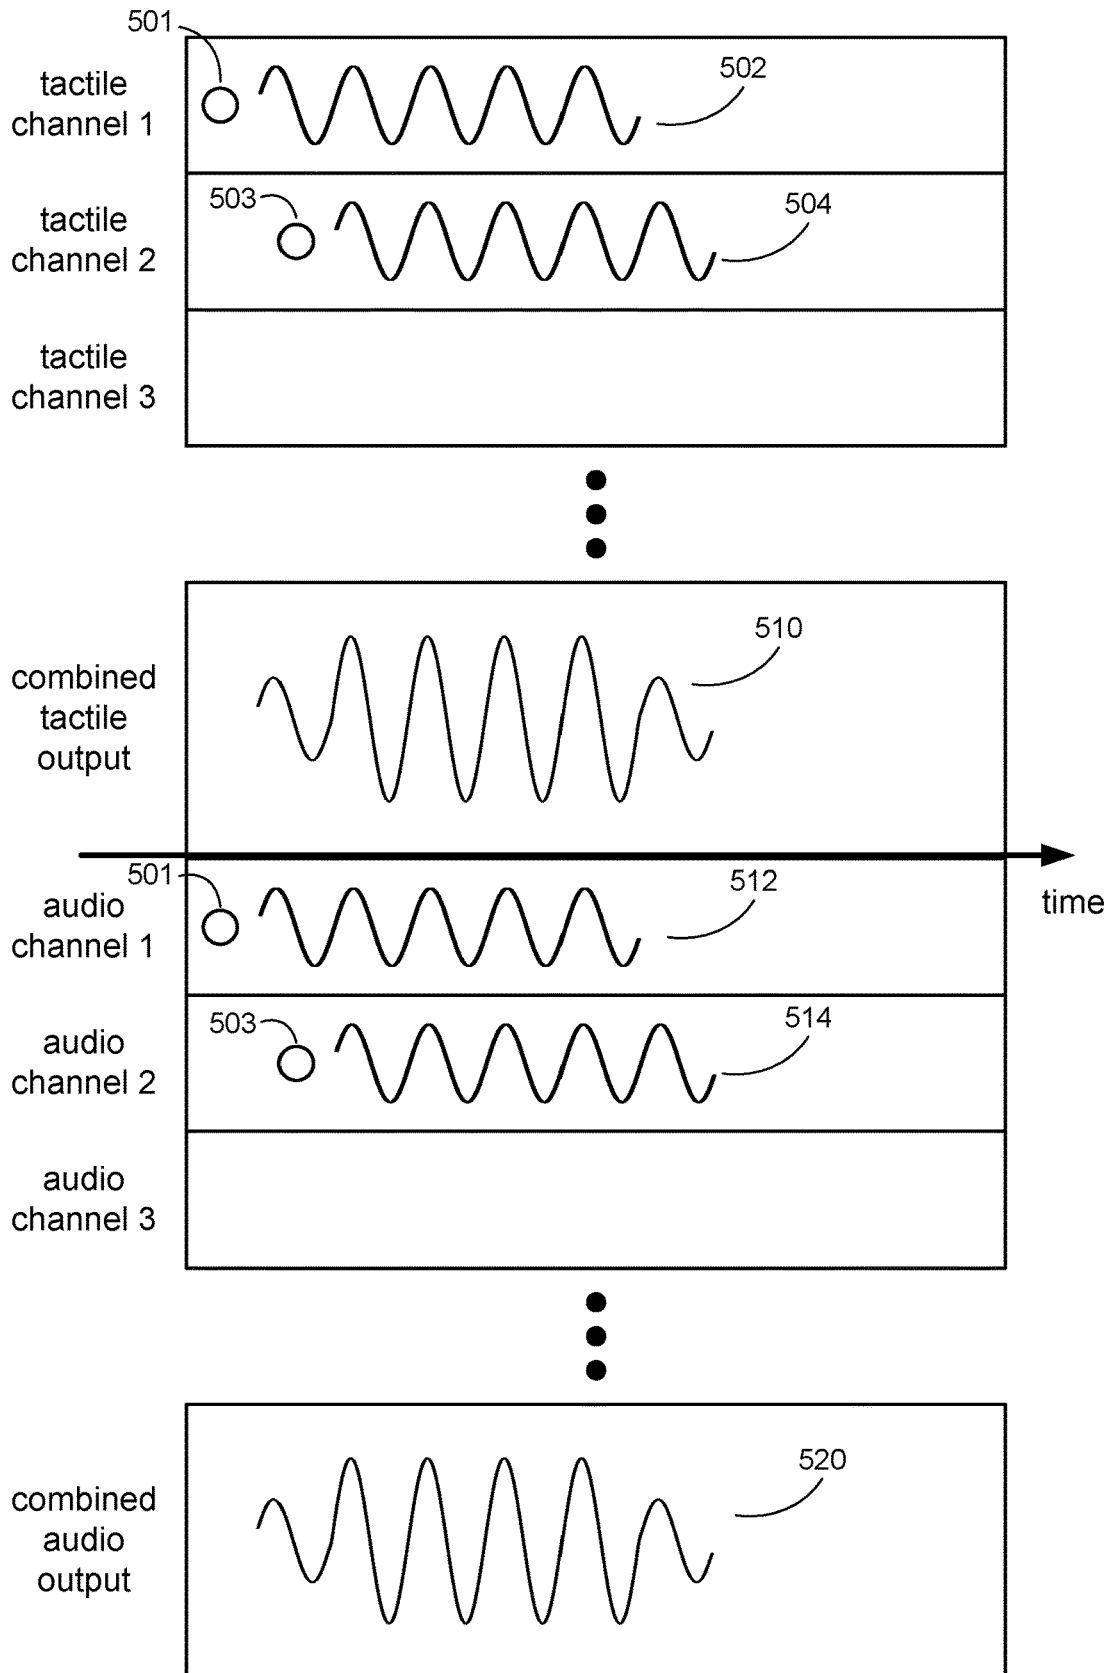 501
tactile
channel 1
502
503
tactile
channel 2
504
tactile
channel 3
510
combined
tactile
output
501
audio
channel 1
512
time
503
audio
channel 2
514
audio
channel 3
520
combined
audio
output